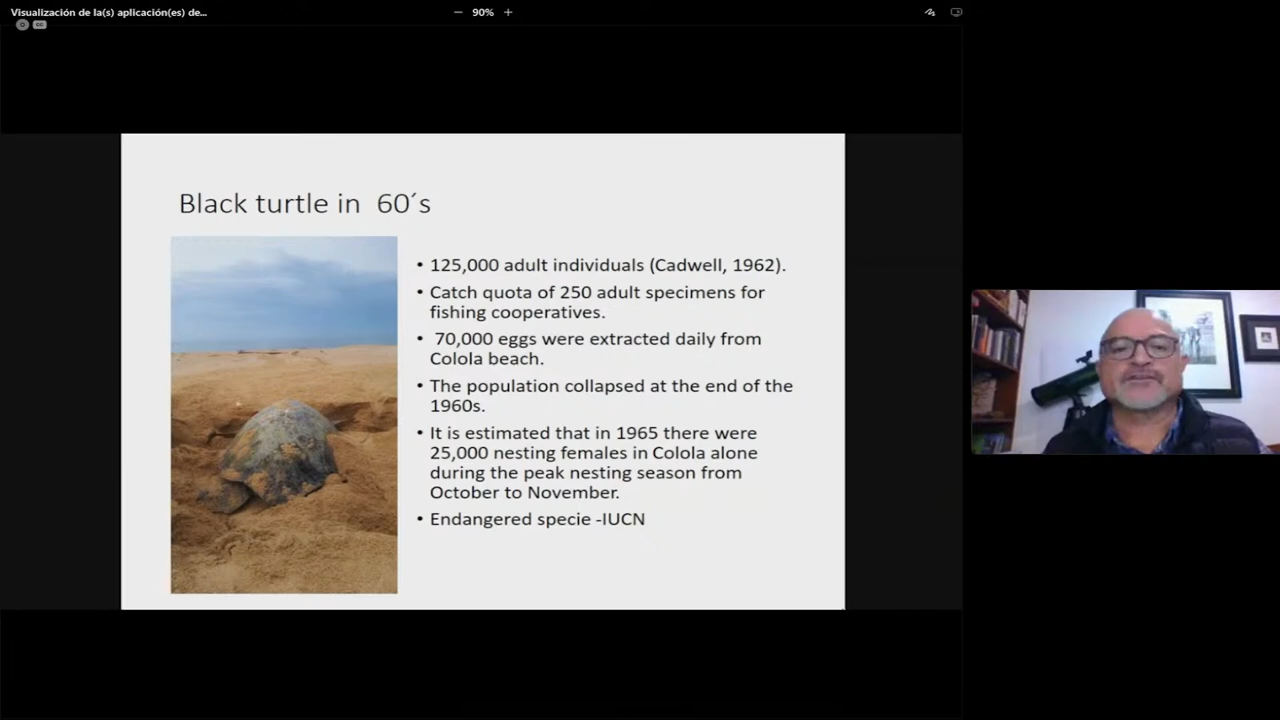 Visualización de la(s) aplicación(es) de...
90%
CC
Black turtle in 60´s
• 125,000 adult individuals (Cadwell, 1962).
• Catch quota of 250 adult specimens for
fishing cooperatives.
• 70,000 eggs were extracted daily from
Colola beach.
• The population collapsed at the end of the
1960s.
• It is estimated that in 1965 there were
25,000 nesting females in Colola alone
during the peak nesting season from
October to November.
• Endangered specie -IUCN